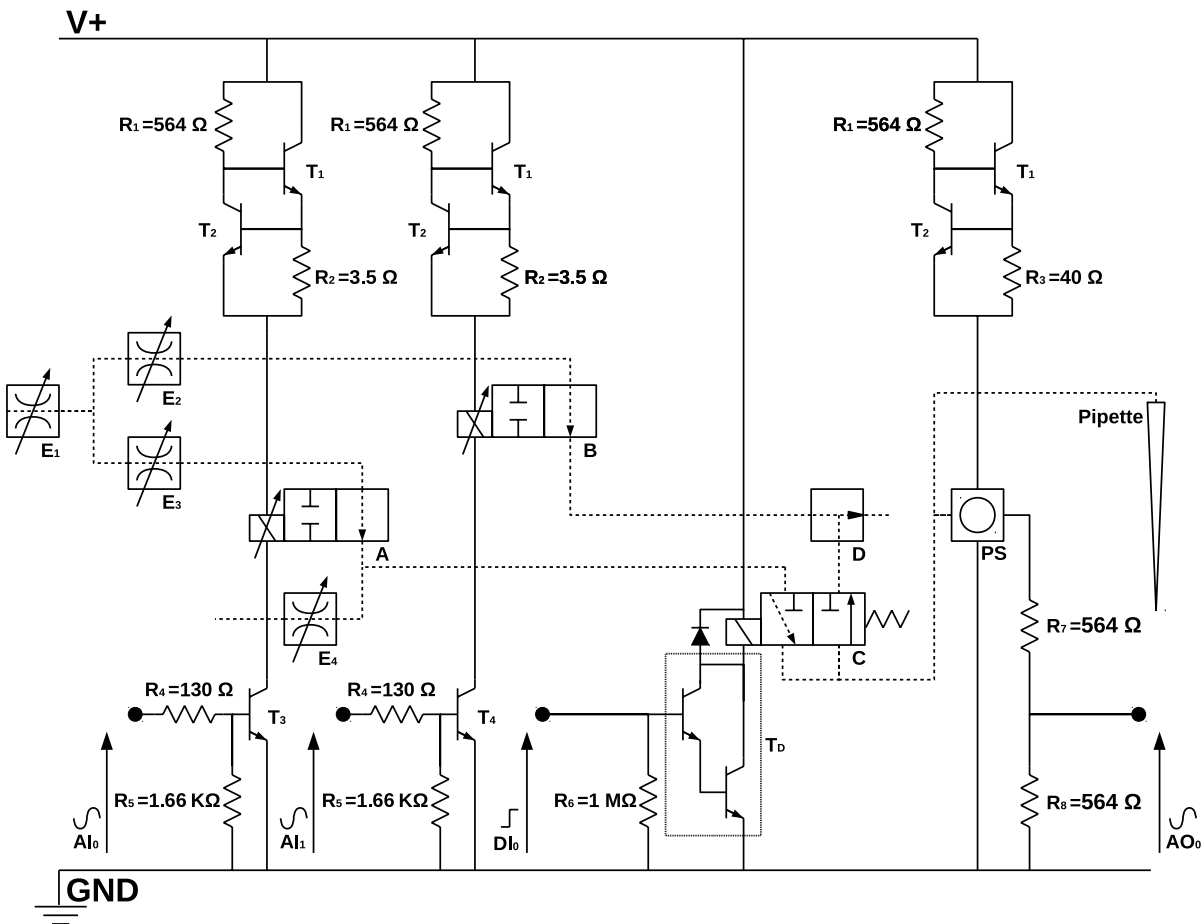 V+
R₁=564 Ω
R₁=564 Ω
R₁=564 Ω
T₁
T₁
T₁
T₂
T₂
T₂
R₂=3.5 Ω
R₂=3.5 Ω
R₃=40 Ω
E₂
E₁
E₃
B
Pipette
A
D
PS
E₄
C
R₇=564 Ω
R₄=130 Ω
R₄=130 Ω
T₃
T₄
T_D
R₅=1.66 KΩ
R₅=1.66 KΩ
R₆=1 MΩ
R₈=564 Ω
AI₀
AI₁
DI₀
AO₀
GND